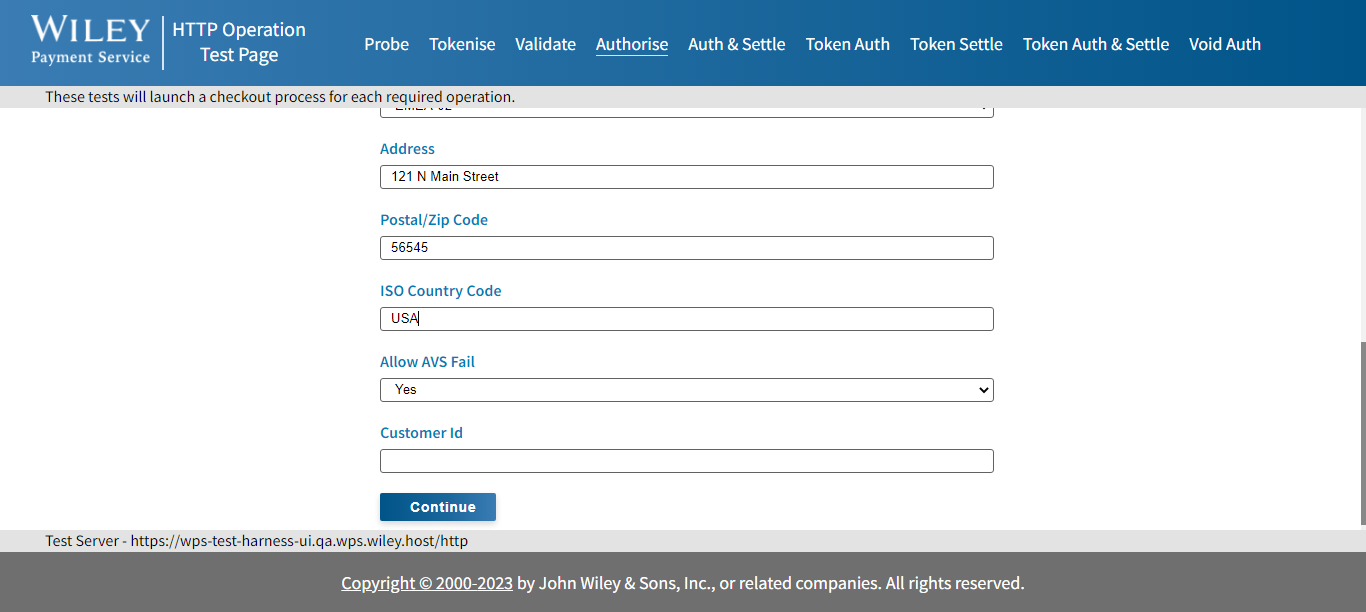 WILEY
Payment Service
HTTP Operation
Test Page
Probe Tokenise Validate Authorise Auth & Settle Token Auth Token Settle Token Auth & Settle Void Auth
These tests will launch a checkout process for each required operation.
Address
121 N Main Street
Postal/Zip Code
56545
ISO Country Code
USA
Allow AVS Fail
Yes
Customer Id
Continue
Test Server - https://wps-test-harness-ui.qa.wps.wiley.host/http
Copyright © 2000-2023 by John Wiley & Sons, Inc., or related companies. All rights reserved.